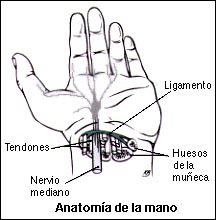 Ligamento
Tendones
Huesos
de la
muñeca
Nervio
mediano
Anatomía de la mano